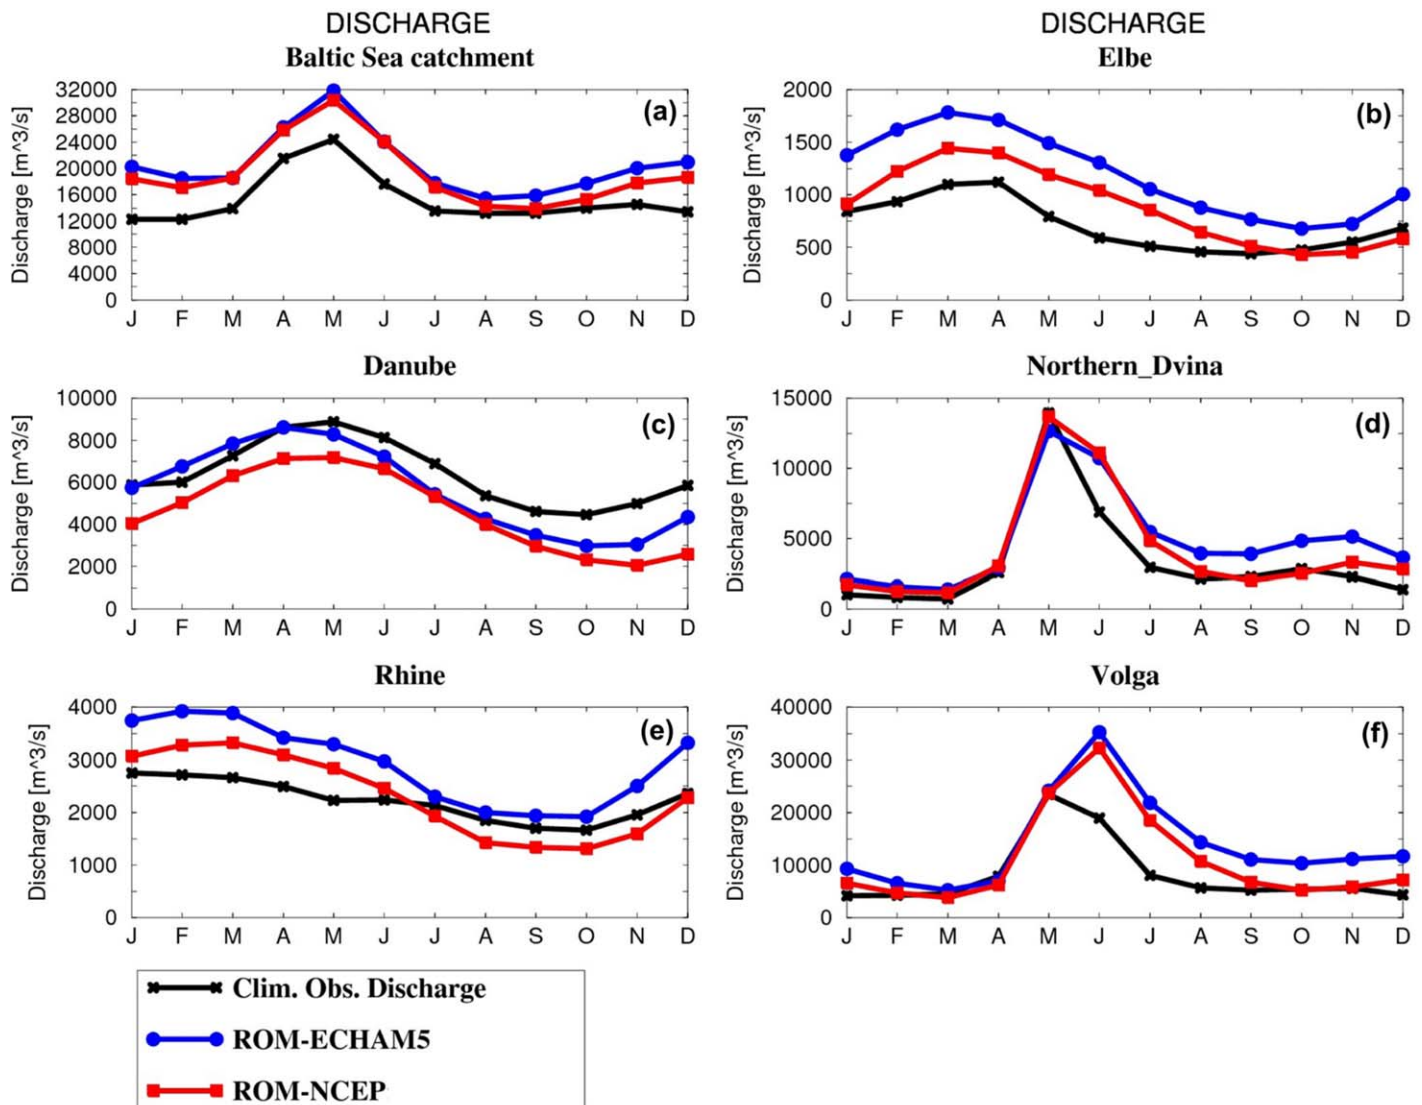 DISCHARGE
Baltic Sea catchment
Discharge [m^3/s]
32000
28000
24000
20000
16000
12000
8000
4000
0
(a)
J F M A M J J A S O N D
DISCHARGE
Elbe
Discharge [m^3/s]
2000
1500
1000
500
0
(b)
J F M A M J J A S O N D
Danube
Discharge [m^3/s]
10000
8000
6000
4000
2000
0
(c)
J F M A M J J A S O N D
Northern_Dvina
Discharge [m^3/s]
15000
10000
5000
0
(d)
J F M A M J J A S O N D
Rhine
Discharge [m^3/s]
4000
3000
2000
1000
0
(e)
J F M A M J J A S O N D
Volga
Discharge [m^3/s]
40000
30000
20000
10000
0
(f)
J F M A M J J A S O N D
Clim. Obs. Discharge
ROM-ECHAM5
ROM-NCEP